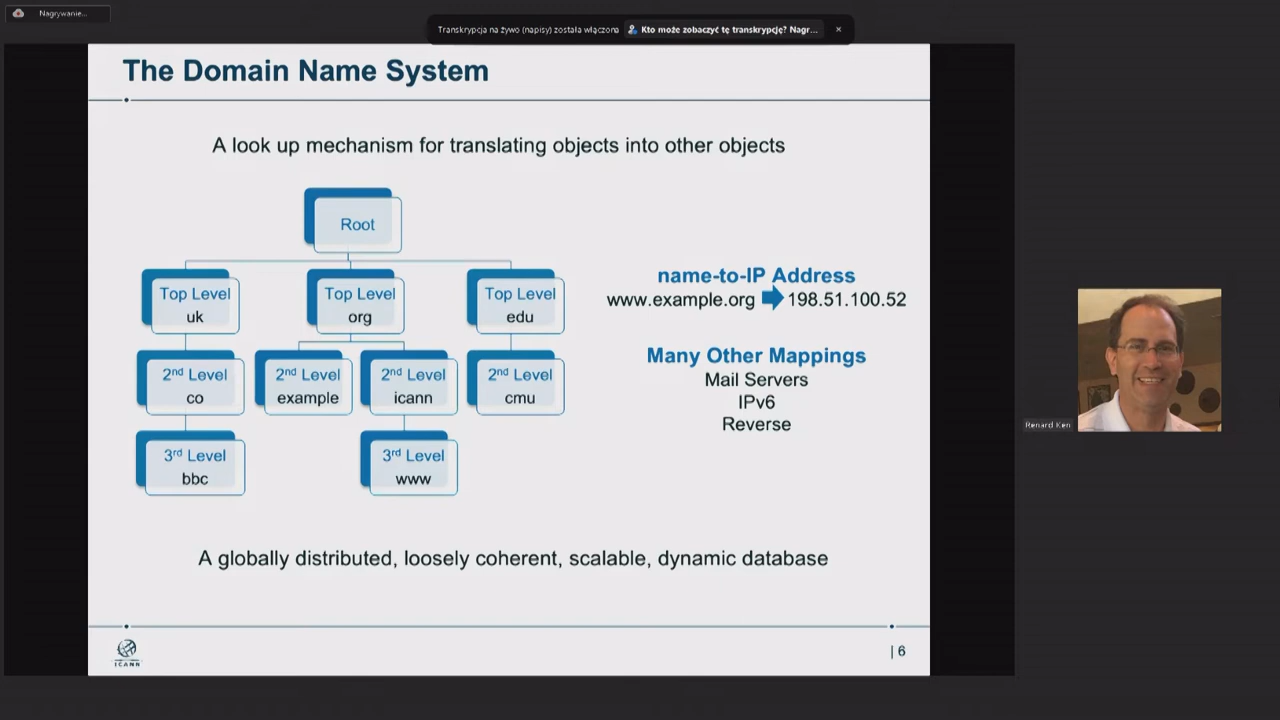 Nagrywanie...
Transkrypcja na żywo (napisy) została włączona Kto może zobaczyć tę transkrypcję? Nagr...
The Domain Name System
A look up mechanism for translating objects into other objects
Root
Top Level
uk
Top Level
org
Top Level
edu
2nd Level
co
2nd Level
example
2nd Level
icann
2nd Level
cmu
3rd Level
bbc
3rd Level
www
name-to-IP Address
www.example.org 198.51.100.52
Many Other Mappings
Mail Servers
IPv6
Reverse
Renard Ken
A globally distributed, loosely coherent, scalable, dynamic database
ICANN
| 6